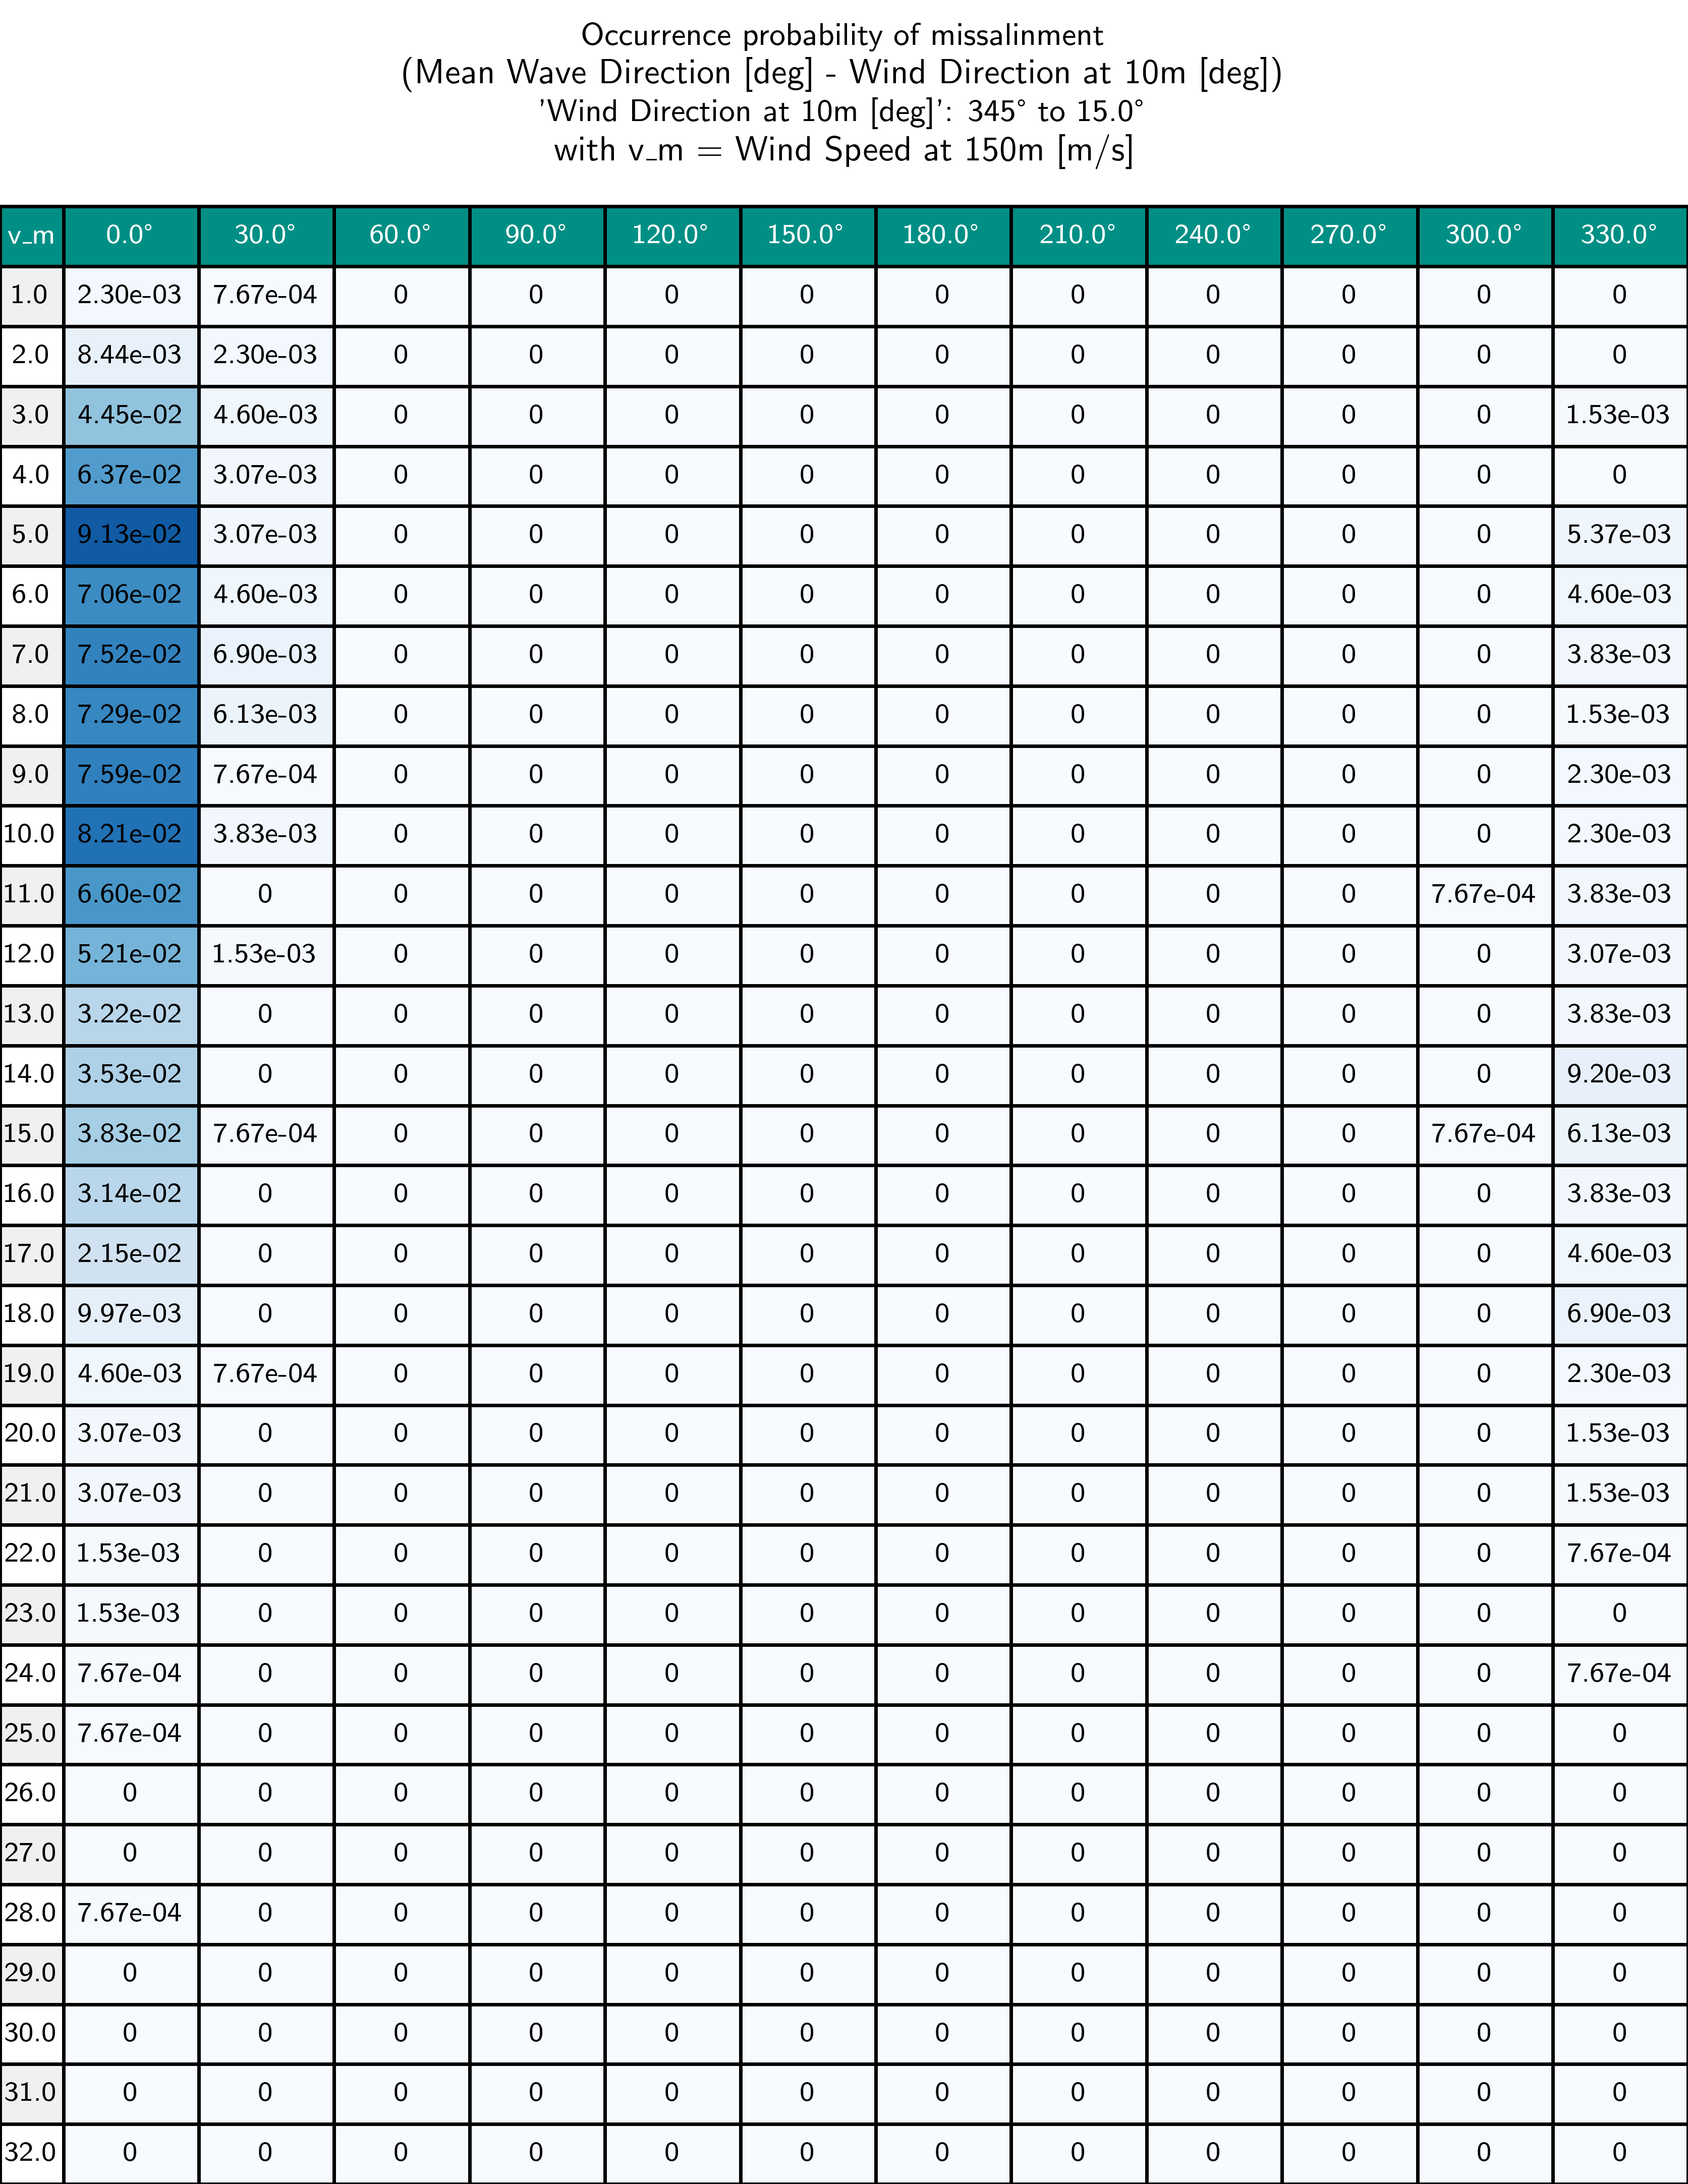 Occurrence probability of missalinment
(Mean Wave Direction [deg] - Wind Direction at 10m [deg])
'Wind Direction at 10m [deg]': 345° to 15.0°
with v_m = Wind Speed at 150m [m/s]
v_m 0.0° 30.0° 60.0° 90.0° 120.0° 150.0° 180.0° 210.0° 240.0° 270.0° 300.0° 330.0°
1.0 2.30e-03 7.67e-04 0 0 0 0 0 0 0 0 0 0
2.0 8.44e-03 2.30e-03 0 0 0 0 0 0 0 0 0 0
3.0 4.45e-02 4.60e-03 0 0 0 0 0 0 0 0 0 1.53e-03
4.0 6.37e-02 3.07e-03 0 0 0 0 0 0 0 0 0 0
5.0 9.13e-02 3.07e-03 0 0 0 0 0 0 0 0 0 5.37e-03
6.0 7.06e-02 4.60e-03 0 0 0 0 0 0 0 0 0 4.60e-03
7.0 7.52e-02 6.90e-03 0 0 0 0 0 0 0 0 0 3.83e-03
8.0 7.29e-02 6.13e-03 0 0 0 0 0 0 0 0 0 1.53e-03
9.0 7.59e-02 7.67e-04 0 0 0 0 0 0 0 0 0 2.30e-03
10.0 8.21e-02 3.83e-03 0 0 0 0 0 0 0 0 0 2.30e-03
11.0 6.60e-02 0 0 0 0 0 0 0 0 0 7.67e-04 3.83e-03
12.0 5.21e-02 1.53e-03 0 0 0 0 0 0 0 0 0 3.07e-03
13.0 3.22e-02 0 0 0 0 0 0 0 0 0 0 3.83e-03
14.0 3.53e-02 0 0 0 0 0 0 0 0 0 0 9.20e-03
15.0 3.83e-02 7.67e-04 0 0 0 0 0 0 0 0 7.67e-04 6.13e-03
16.0 3.14e-02 0 0 0 0 0 0 0 0 0 0 3.83e-03
17.0 2.15e-02 0 0 0 0 0 0 0 0 0 0 4.60e-03
18.0 9.97e-03 0 0 0 0 0 0 0 0 0 0 6.90e-03
19.0 4.60e-03 7.67e-04 0 0 0 0 0 0 0 0 0 2.30e-03
20.0 3.07e-03 0 0 0 0 0 0 0 0 0 0 1.53e-03
21.0 3.07e-03 0 0 0 0 0 0 0 0 0 0 1.53e-03
22.0 1.53e-03 0 0 0 0 0 0 0 0 0 0 7.67e-04
23.0 1.53e-03 0 0 0 0 0 0 0 0 0 0 0
24.0 7.67e-04 0 0 0 0 0 0 0 0 0 0 7.67e-04
25.0 7.67e-04 0 0 0 0 0 0 0 0 0 0 0
26.0 0 0 0 0 0 0 0 0 0 0 0 0
27.0 0 0 0 0 0 0 0 0 0 0 0 0
28.0 7.67e-04 0 0 0 0 0 0 0 0 0 0 0
29.0 0 0 0 0 0 0 0 0 0 0 0 0
30.0 0 0 0 0 0 0 0 0 0 0 0 0
31.0 0 0 0 0 0 0 0 0 0 0 0 0
32.0 0 0 0 0 0 0 0 0 0 0 0 0